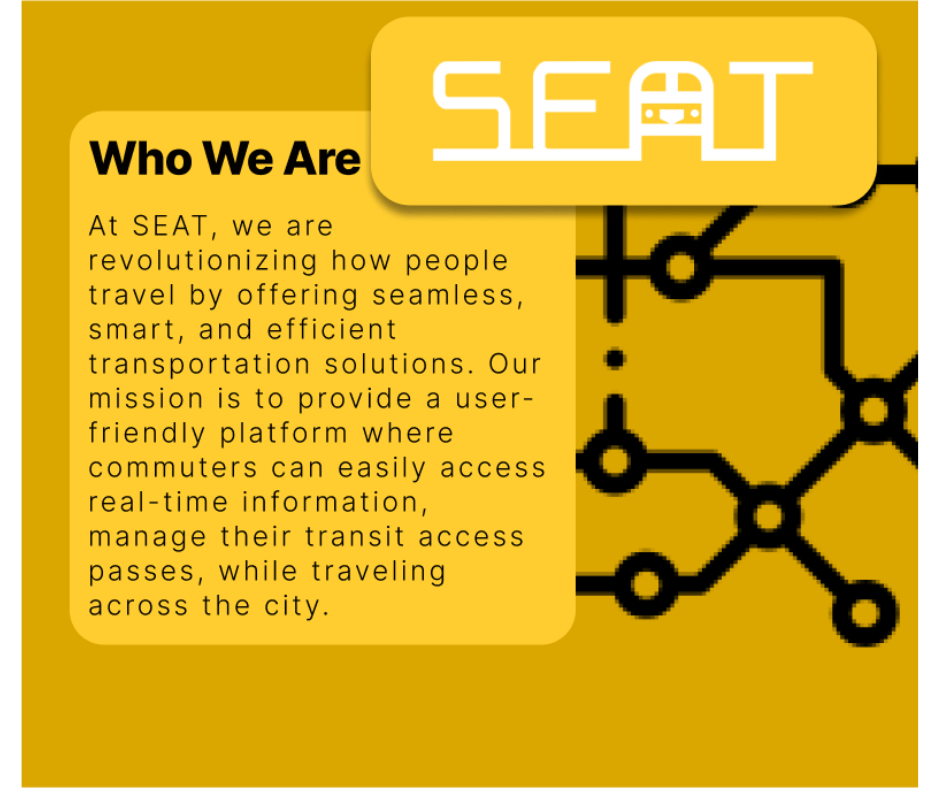 SEAT
Who We Are
At SEAT, we are
revolutionizing how people
travel by offering seamless,
smart, and efficient
transportation solutions. Our
mission is to provide a user-
friendly platform where
commuters can easily access
real-time information,
manage their transit access
passes, while traveling
across the city.